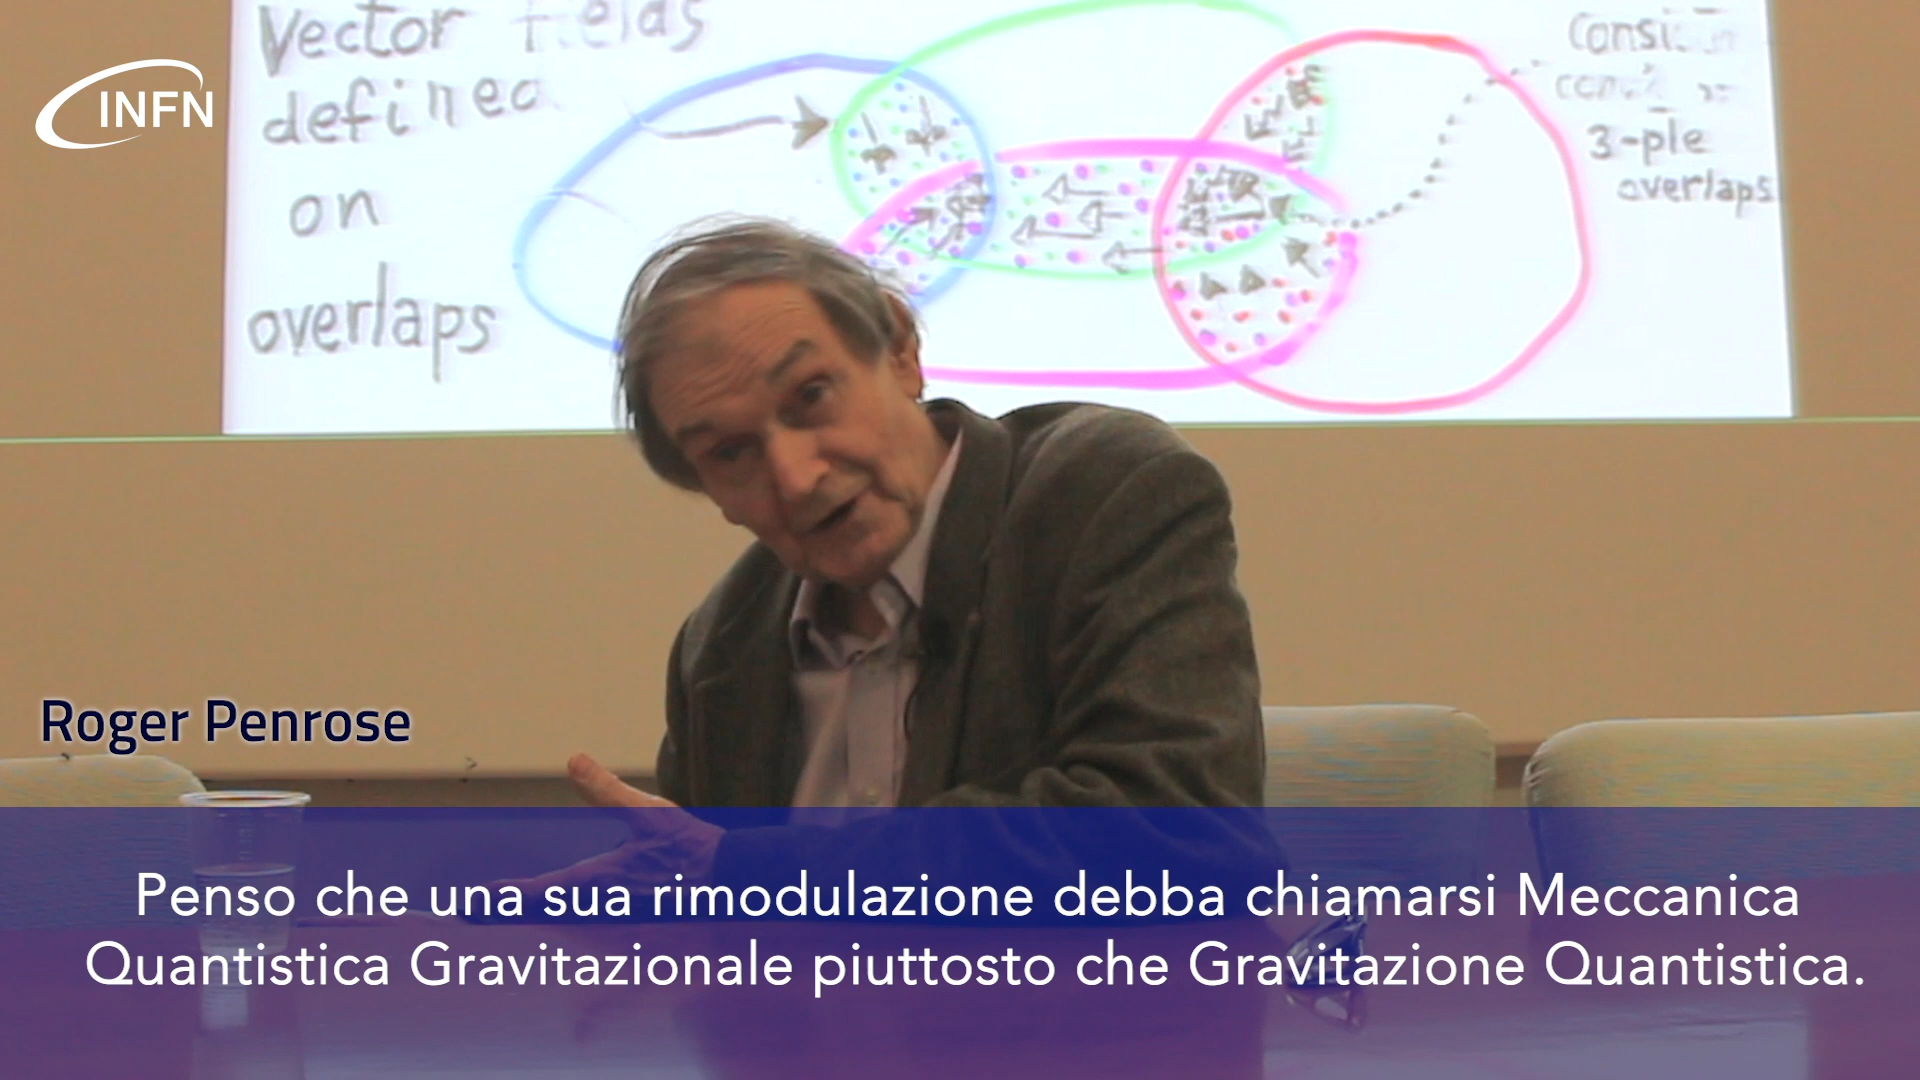 Vector fields
defined
on
overlaps
3-ple
overlaps
INFN
Roger Penrose
Penso che una sua rimodulazione debba chiamarsi Meccanica
Quantistica Gravitazionale piuttosto che Gravitazione Quantistica.